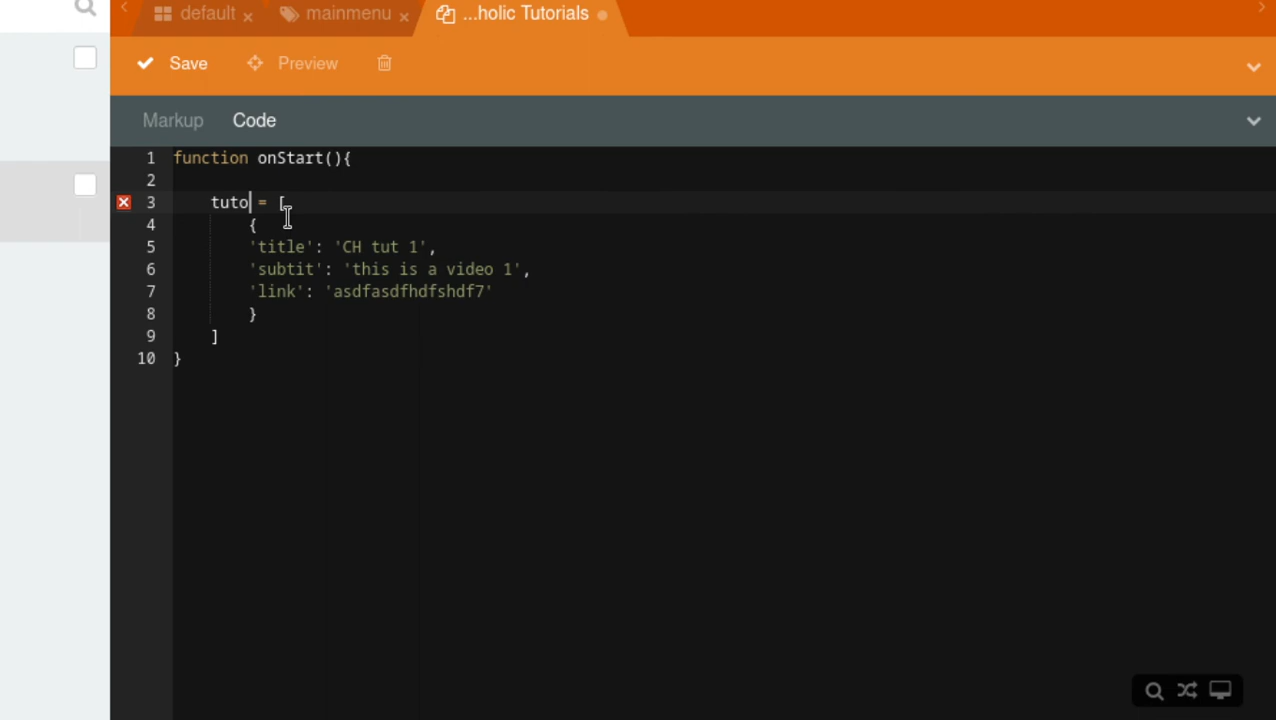 default × mainmenu × ...holic Tutorials
Save Preview
Markup Code
1 function onStart(){
2
3 tuto = [
4 {
5 'title': 'CH tut 1',
6 'subtit': 'this is a video 1',
7 'link': 'asdfasdfhdfshdf7'
8 }
9 ]
10 }